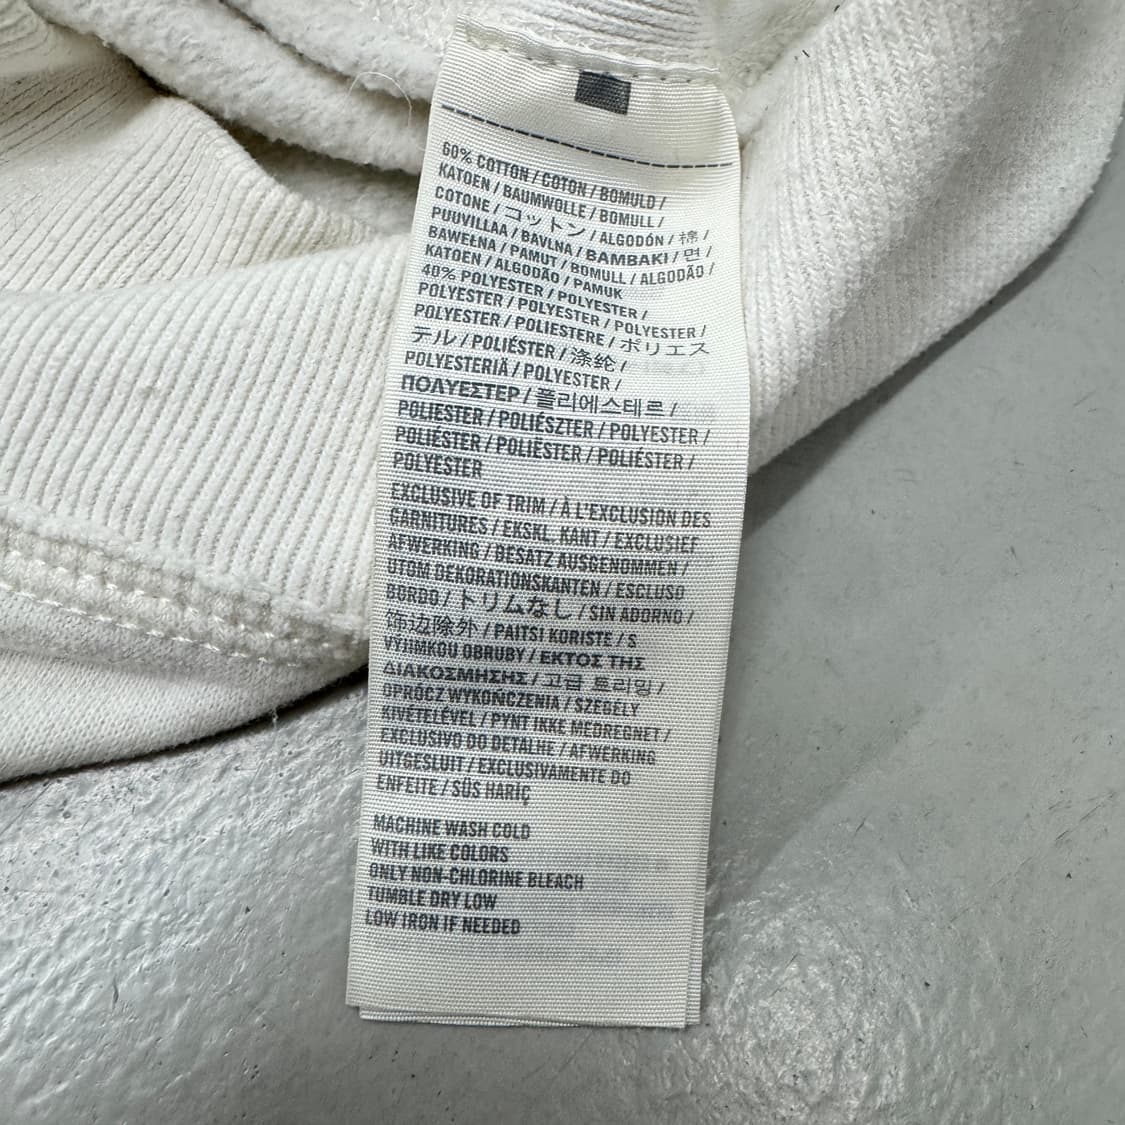 60% COTTON / COTON / BOMULD /
KATOEN / BAUMWOLLE / BOMULL /
COTONE / コットン / ALGODÓN / 棉 /
PUUVILLAA / BAVLNA / ΒΑΜΒΑΚΙ / 면 /
BAWEŁNA / PAMUT / BOMULL / ALGODÃO /
KATOEN / ALGODÃO / PAMUK
40% POLYESTER / POLYESTER /
POLYESTER / POLYESTER / POLYESTER /
POLYESTER / POLIESTERE / ポリエス
テル / POLIÉSTER / 涤纶 /
POLYESTERIÄ / POLYESTER /
ΠΟΛΥΕΣΤΕΡ / 폴리에스테르 /
POLIESTER / POLIÉSZTER / POLYESTER /
POLIÉSTER / POLIËSTER / POLIÉSTER /
POLYESTER
EXCLUSIVE OF TRIM / À L'EXCLUSION DES
GARNITURES / EKSKL. KANT / EXCLUSIEF
AFWERKING / BESATZ AUSGENOMMEN /
UTOM DEKORATIONSKANTEN / ESCLUSO
BORDO / トリムなし / SIN ADORNO /
饰边除外 / PAITSI KORISTE / S
VÝJIMKOU OBRUBY / ΕΚΤΟΣ ΤΗΣ
ΔΙΑΚΟΣΜΗΣΗΣ / 고급 트리밍 /
OPRÓCZ WYKOŃCZENIA / SZEGÉLY
KIVÉTELÉVEL / PYNT IKKE MEDREGNET /
EXCLUSIVO DO DETALHE / AFWERKING
UITGESLUIT / EXCLUSIVAMENTE DO
ENFEITE / SÜS HARİÇ
MACHINE WASH COLD
WITH LIKE COLORS
ONLY NON-CHLORINE BLEACH
TUMBLE DRY LOW
LOW IRON IF NEEDED